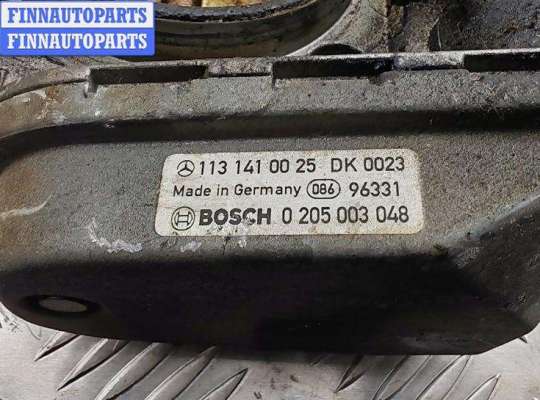 FINNAUTOPARTS
FINNAUTOPARTS
113 141 00 25 DK 0023
Made in Germany 086 96331
BOSCH 0 205 003 048